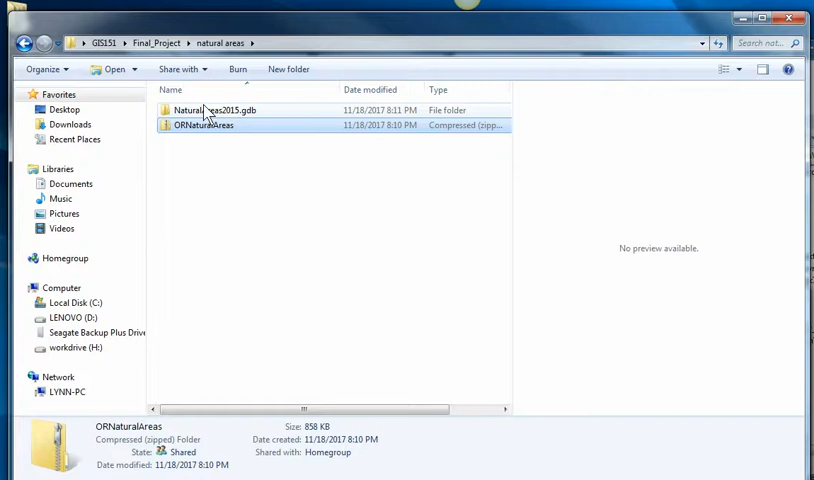 GIS151 Final_Project natural areas
Search nat...
Organize Open Share with Burn New folder
Name Date modified Type
Favorites
Desktop
Downloads
Recent Places
Libraries
Documents
Music
Pictures
Videos
Homegroup
Computer
Local Disk (C:)
LENOVO (D:)
Seagate Backup Plus Drive
workdrive (H:)
Network
LYNN-PC
NaturalAreas2015.gdb 11/18/2017 8:11 PM File folder
ORNaturalAreas 11/18/2017 8:10 PM Compressed (zipp...
No preview available.
ORNaturalAreas Size: 858 KB
Compressed (zipped) Folder Date created: 11/18/2017 8:10 PM
State: Shared Shared with: Homegroup
Date modified: 11/18/2017 8:10 PM